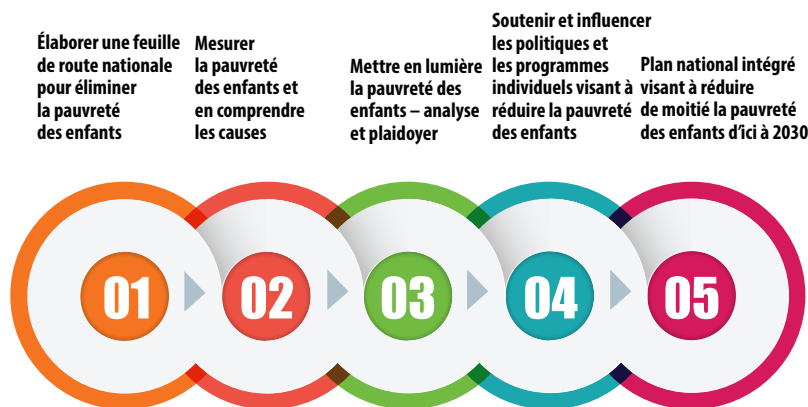 Élaborer une feuille
de route nationale
pour éliminer
la pauvreté
des enfants
Mesurer
la pauvreté
des enfants et
en comprendre
les causes
Mettre en lumière
la pauvreté des
enfants – analyse
et plaidoyer
Soutenir et influencer
les politiques et
les programmes
individuels visant à
réduire la pauvreté
des enfants
Plan national intégré
visant à réduire
de moitié la pauvreté
des enfants d'ici à 2030
01
02
03
04
05